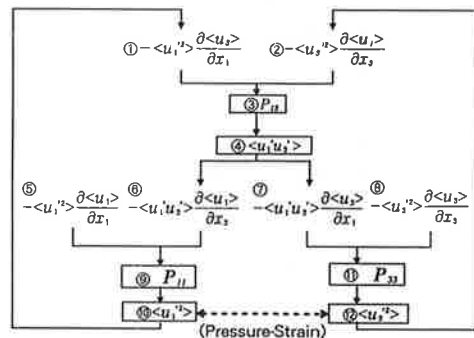 ① −<u₁'²> ∂<u₃>/∂x₁ ② −<u₃'²> ∂<u₁>/∂x₃
③ P₁₃
④ <u₁'u₃'>
⑤ −<u₁'²> ∂<u₁>/∂x₁ ⑥ −<u₁'u₃'> ∂<u₁>/∂x₃ ⑦ −<u₁'u₃'> ∂<u₃>/∂x₁ ⑧ −<u₃'²> ∂<u₃>/∂x₃
⑨ P₁₁ ⑪ P₃₃
⑩ <u₁'²> ⑫ <u₃'²>
(Pressure-Strain)